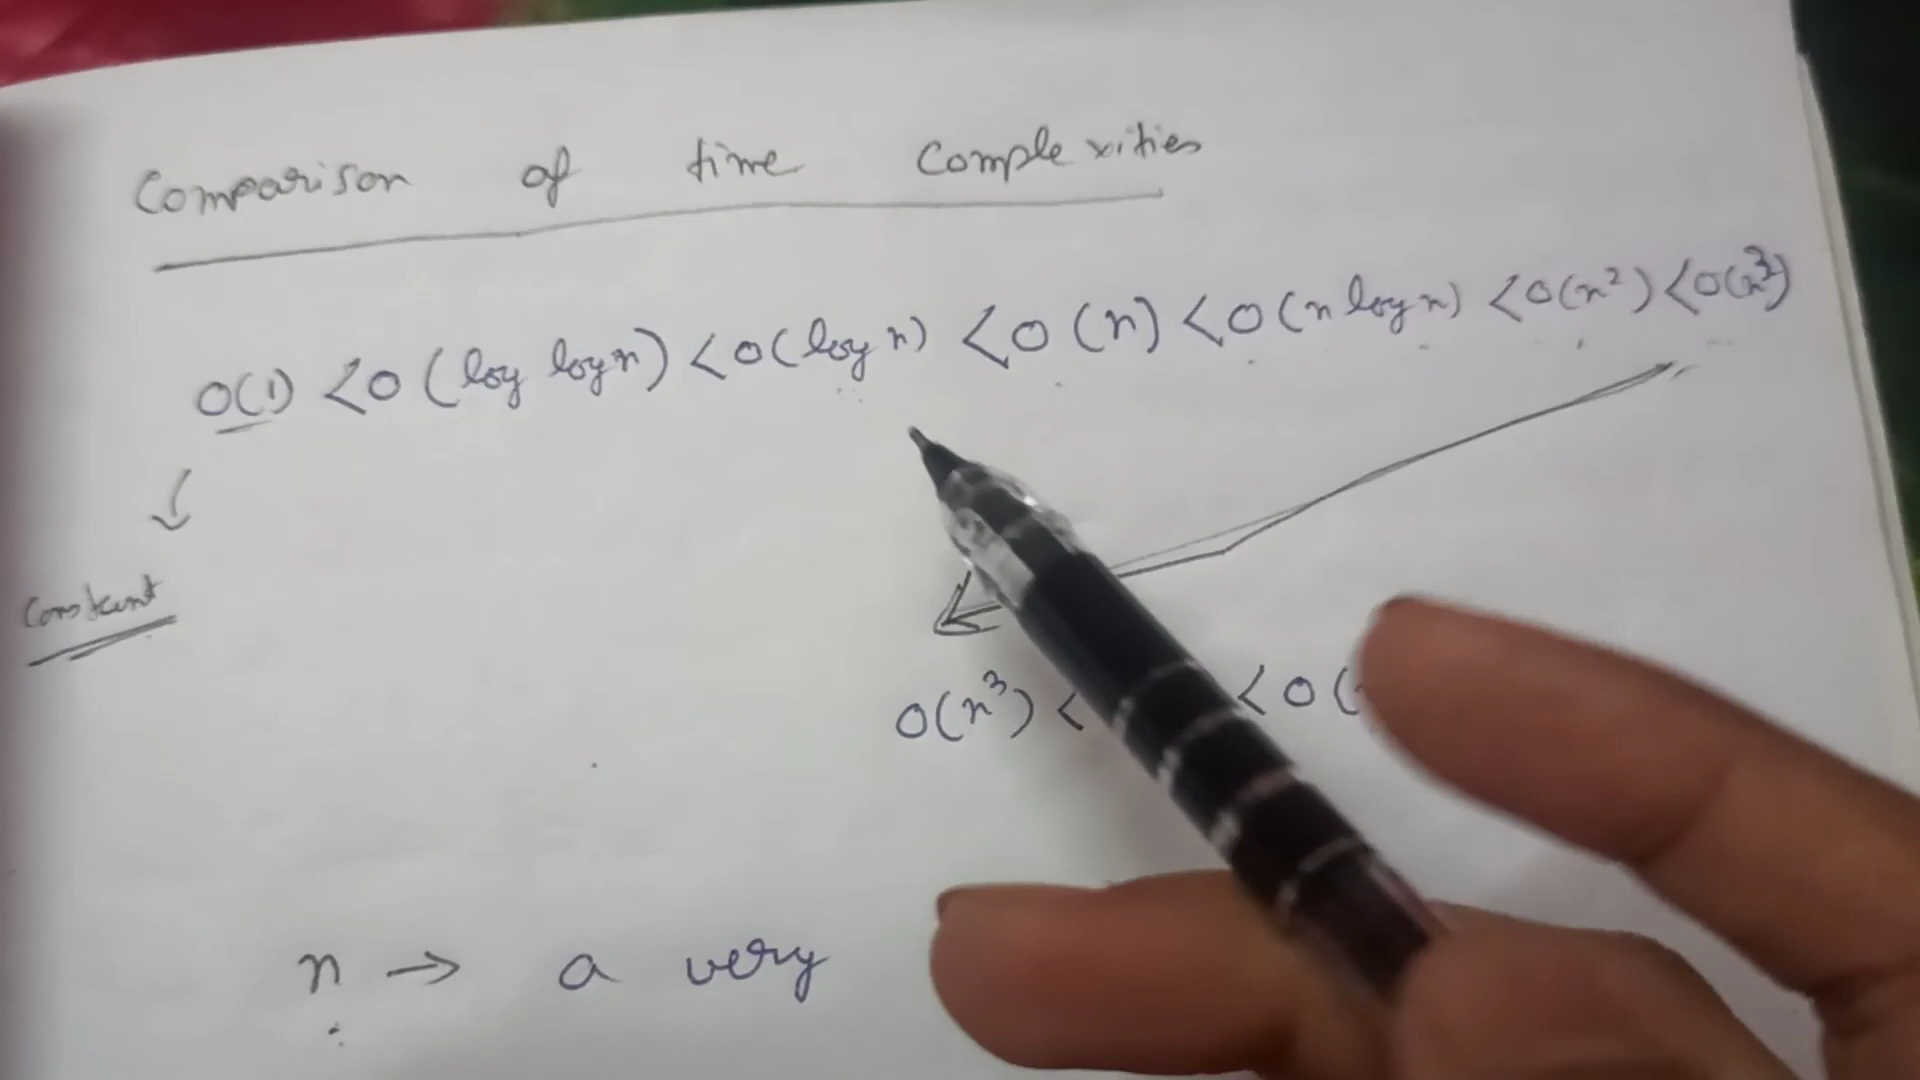 Comparison of time complexities
O(1) < O(log log n) < O(log n) < O(n) < O(n log n) < O(n²) < O(n³)
Constant
O(n³) < < O(
n → a very